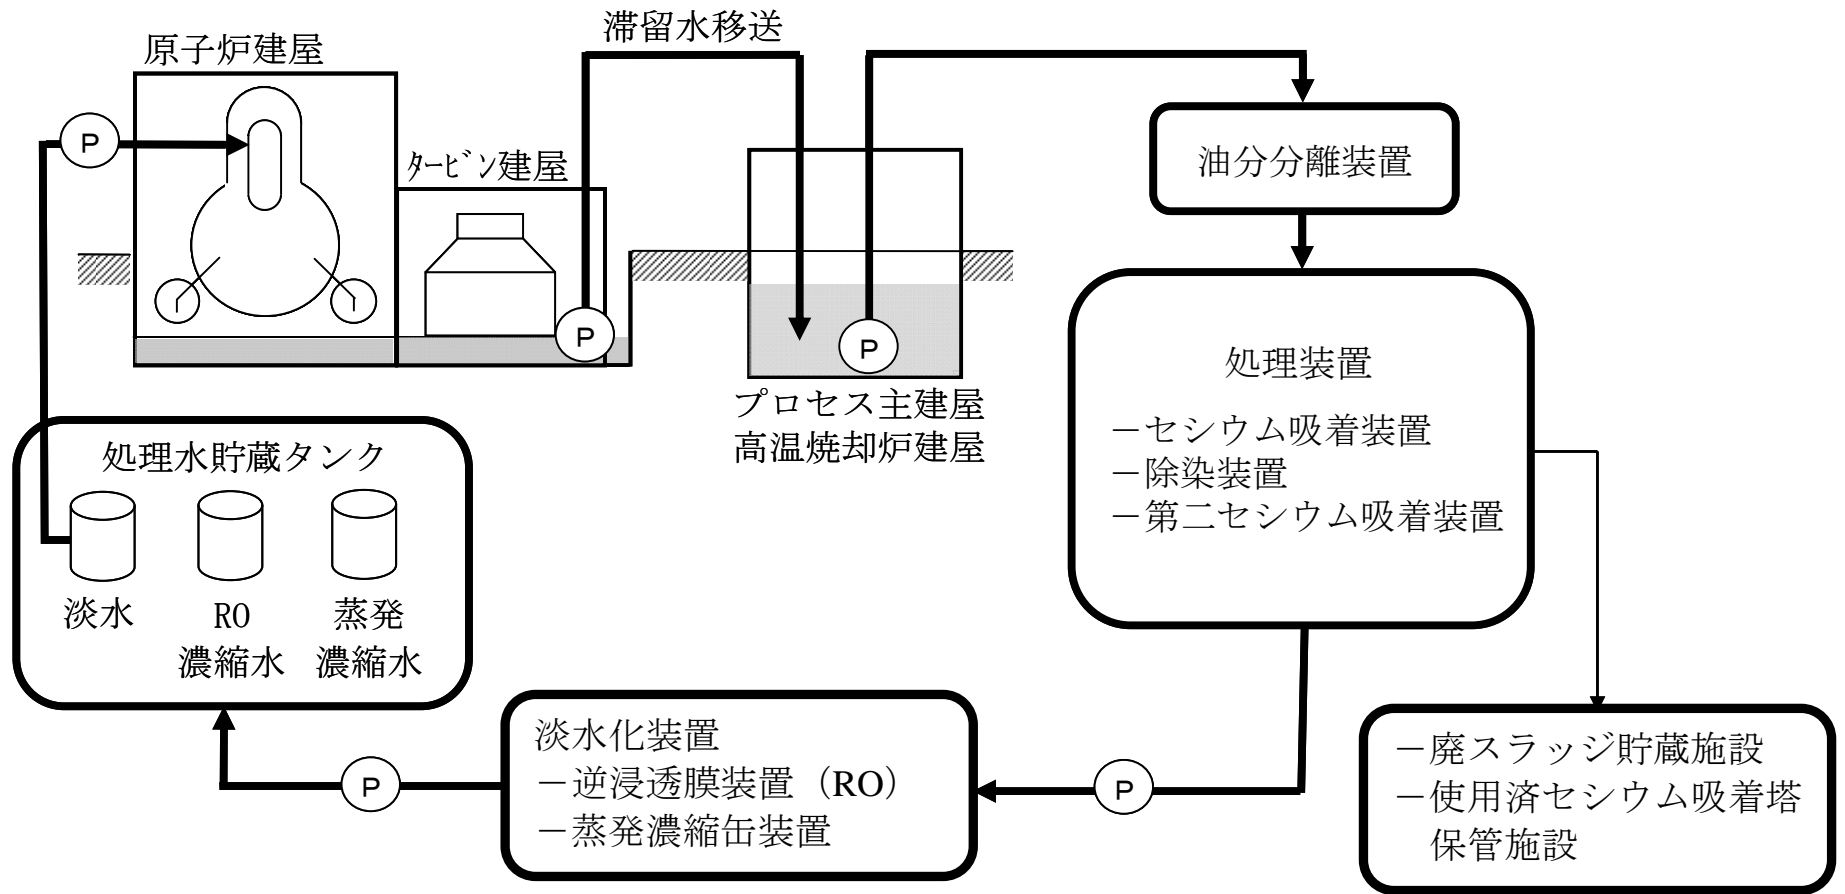 滞留水移送
原子炉建屋
P
ﾀｰﾋﾞﾝ建屋
油分分離装置
P
P
処理装置
－セシウム吸着装置
－除染装置
－第二セシウム吸着装置
プロセス主建屋
高温焼却炉建屋
処理水貯蔵タンク
淡水
RO
濃縮水
蒸発
濃縮水
淡水化装置
－逆浸透膜装置（RO）
－蒸発濃縮缶装置
P
P
－廃スラッジ貯蔵施設
－使用済セシウム吸着塔
保管施設